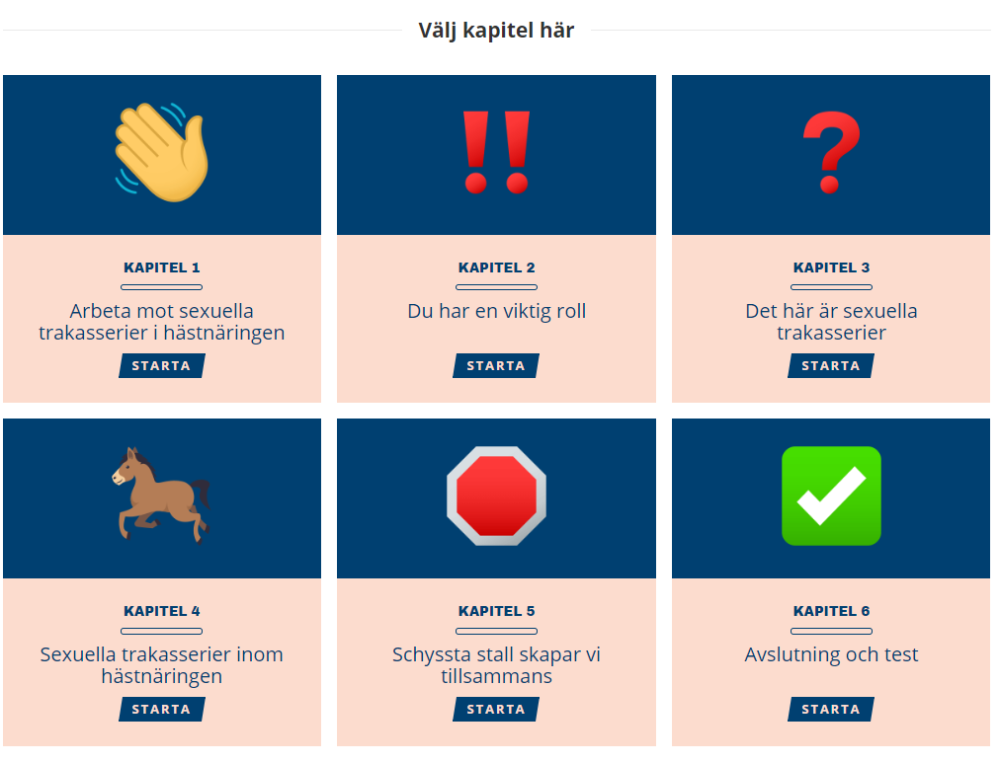 Välj kapitel här
KAPITEL 1
Arbeta mot sexuella
trakasserier i hästnäringen
STARTA
KAPITEL 2
Du har en viktig roll
STARTA
KAPITEL 3
Det här är sexuella
trakasserier
STARTA
KAPITEL 4
Sexuella trakasserier inom
hästnäringen
STARTA
KAPITEL 5
Schyssta stall skapar vi
tillsammans
STARTA
KAPITEL 6
Avslutning och test
STARTA